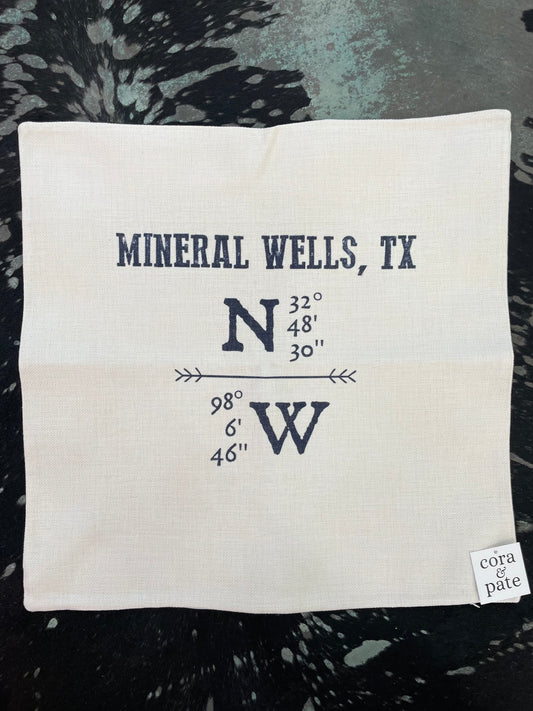 MINERAL WELLS, TX
N 32°
48'
30"
98°
6'
46" W
cora
&
pate